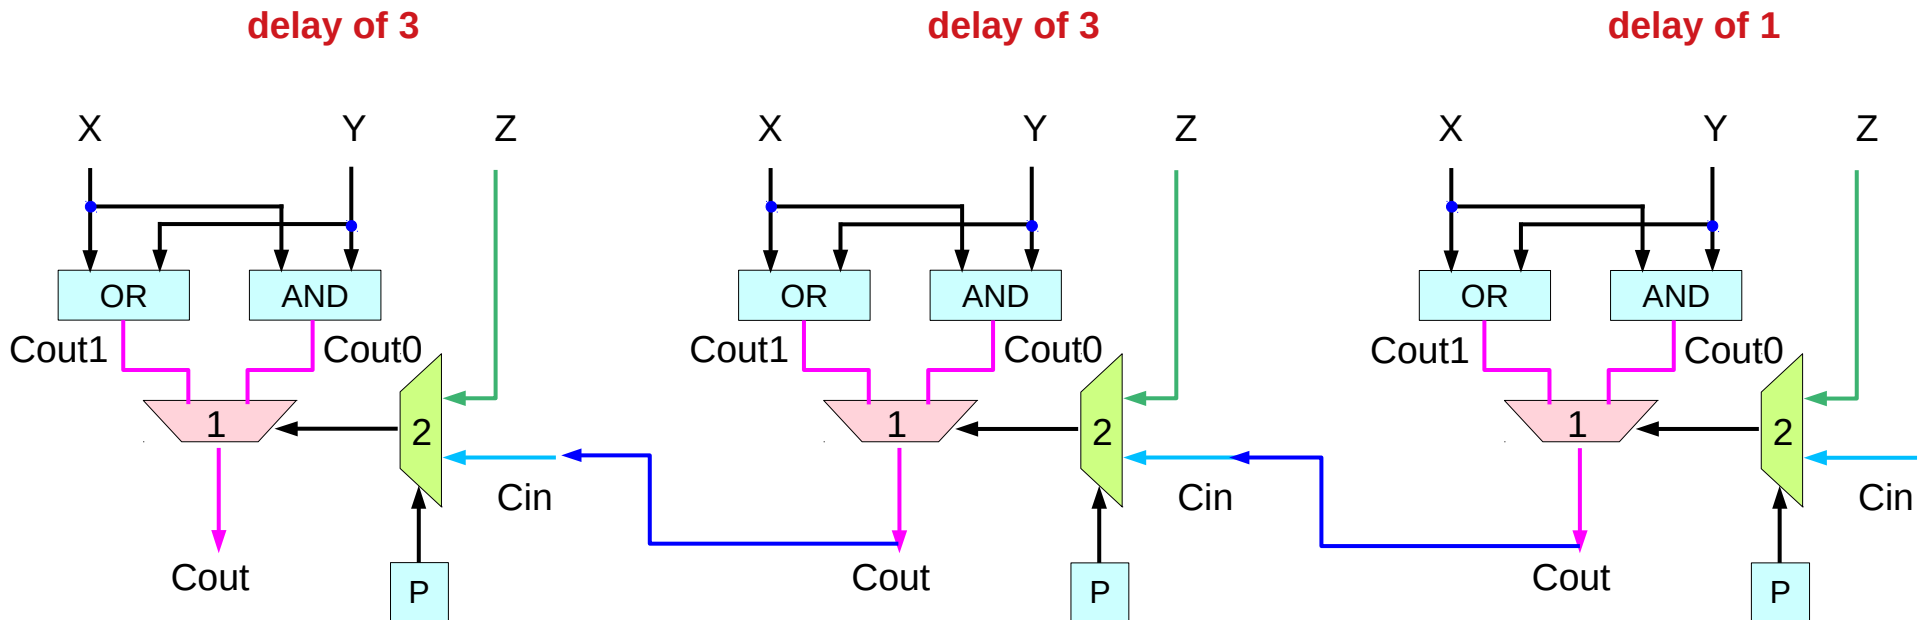 delay of 3 delay of 3 delay of 1
X Y Z X Y Z X Y Z
OR AND OR AND OR AND
Cout1 Cout0 Cout1 Cout0 Cout1 Cout0
1 2 1 2 1 2
Cin Cin Cin
Cout Cout Cout
P P P